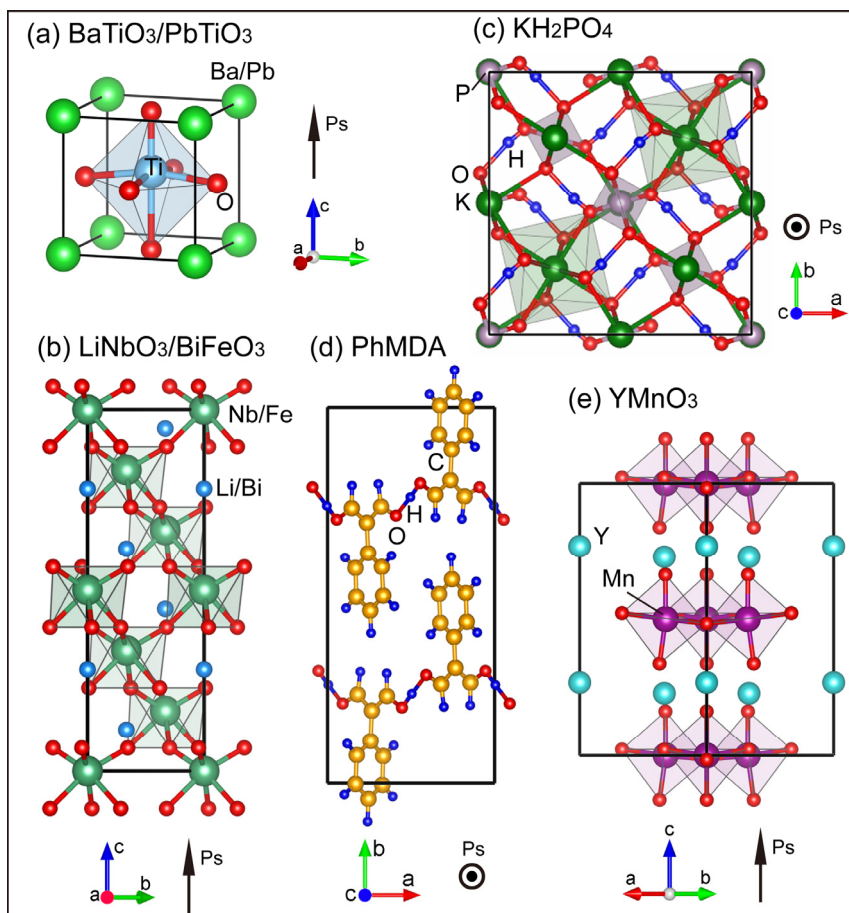 (a) BaTiO3/PbTiO3
Ba/Pb
Ti
O
Ps
c
a
b
(c) KH2PO4
P
H
O
K
Ps
b
c
a
(b) LiNbO3/BiFeO3
Nb/Fe
Li/Bi
c
a
b
Ps
(d) PhMDA
C
H
O
b
c
a
Ps
(e) YMnO3
Y
Mn
c
a
b
Ps